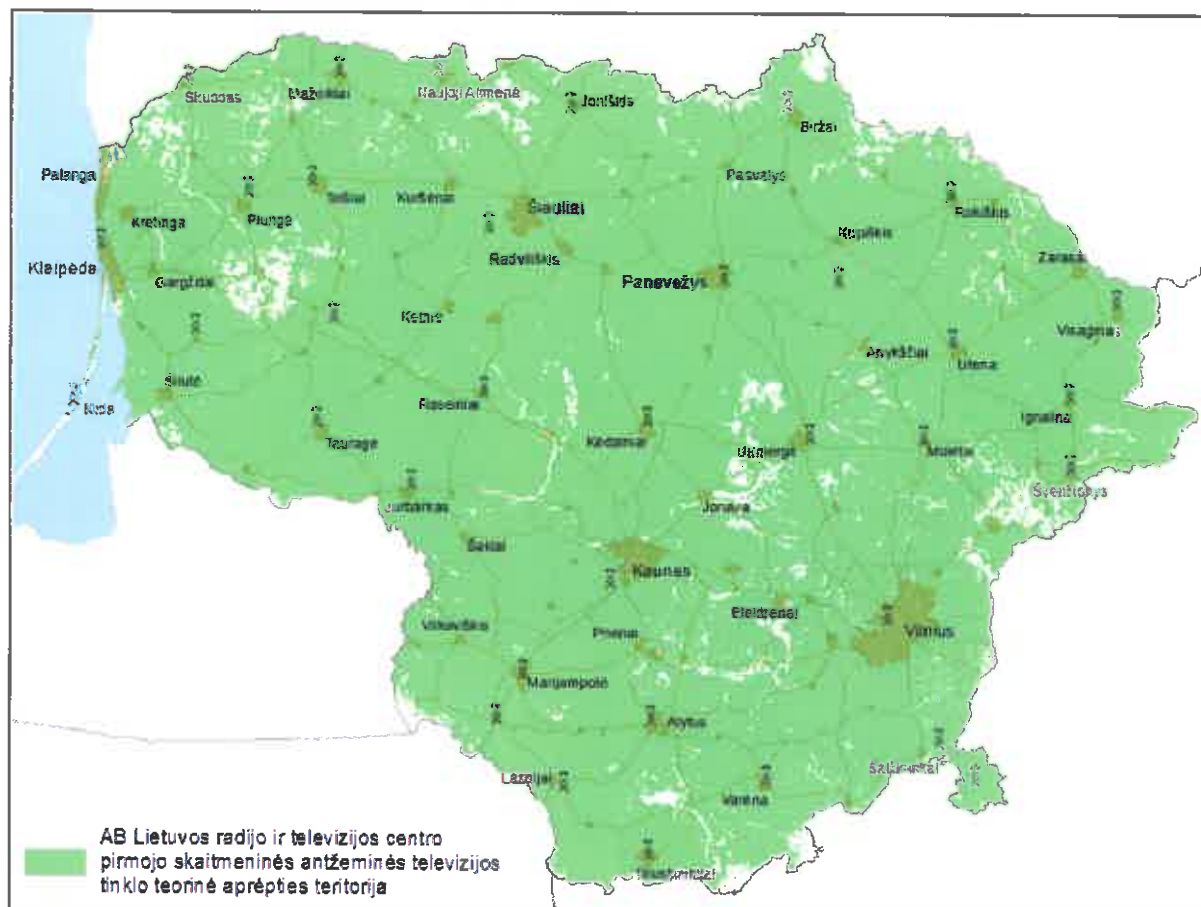 Skuodas
Mažeikiai
Naujoji Akmenė
Joniškis
Biržai
Palanga
Pasvalys
Kretinga
Plungė
Telšiai
Kuršėnai
Šiauliai
Rokiškis
Kupiškis
Radviliškis
Zarasai
Klaipėda
Gargždai
Panevėžys
Kelmė
Visaginas
Anykščiai
Utena
Šilutė
Nida
Raseiniai
Ignalina
Tauragė
Kėdainiai
Ukmergė
Molėtai
Švenčionys
Jurbarkas
Jonava
Šakiai
Kaunas
Elektrėnai
Vilkaviškis
Prienai
Vilnius
Marijampolė
Alytus
Šalčininkai
Lazdijai
Varėna
Druskininkai
AB Lietuvos radijo ir televizijos centro
pirmojo skaitmeninės antžeminės televizijos
tinklo teorinė aprėpties teritorija